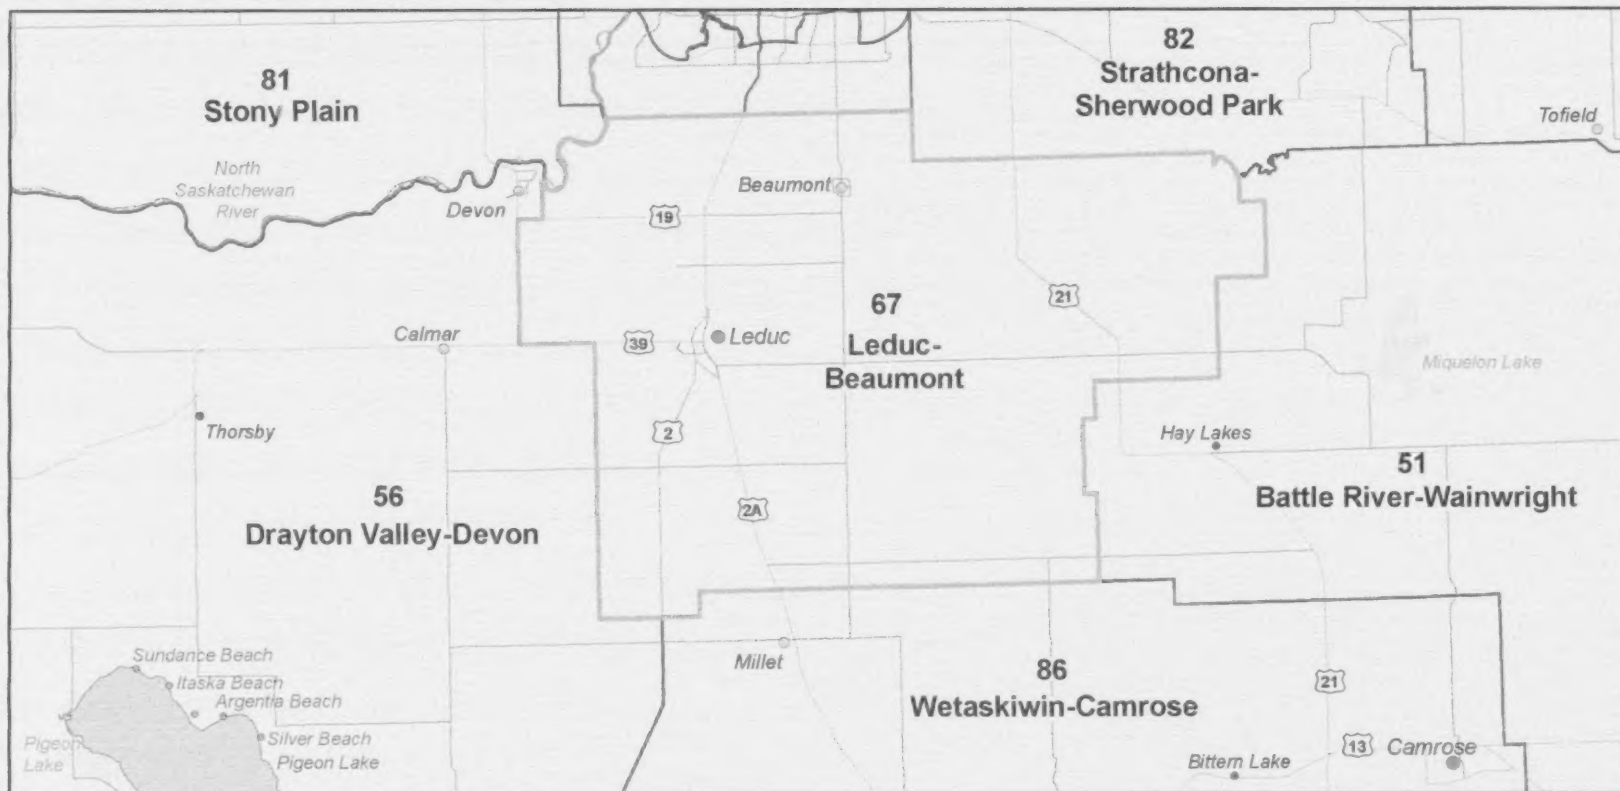 81
Stony Plain
82
Strathcona-
Sherwood Park
Tofield
North
Saskatchewan
River
Devon
Beaumont
19
67
Leduc-
Beaumont
21
Calmar
39
Leduc
Miquelon Lake
Thorsby
2
Hay Lakes
51
Battle River-Wainwright
56
Drayton Valley-Devon
2A
Sundance Beach
Itaska Beach
Argentia Beach
Silver Beach
Pigeon Lake
Pigeon
Lake
Millet
86
Wetaskiwin-Camrose
21
13
Camrose
Bittern Lake